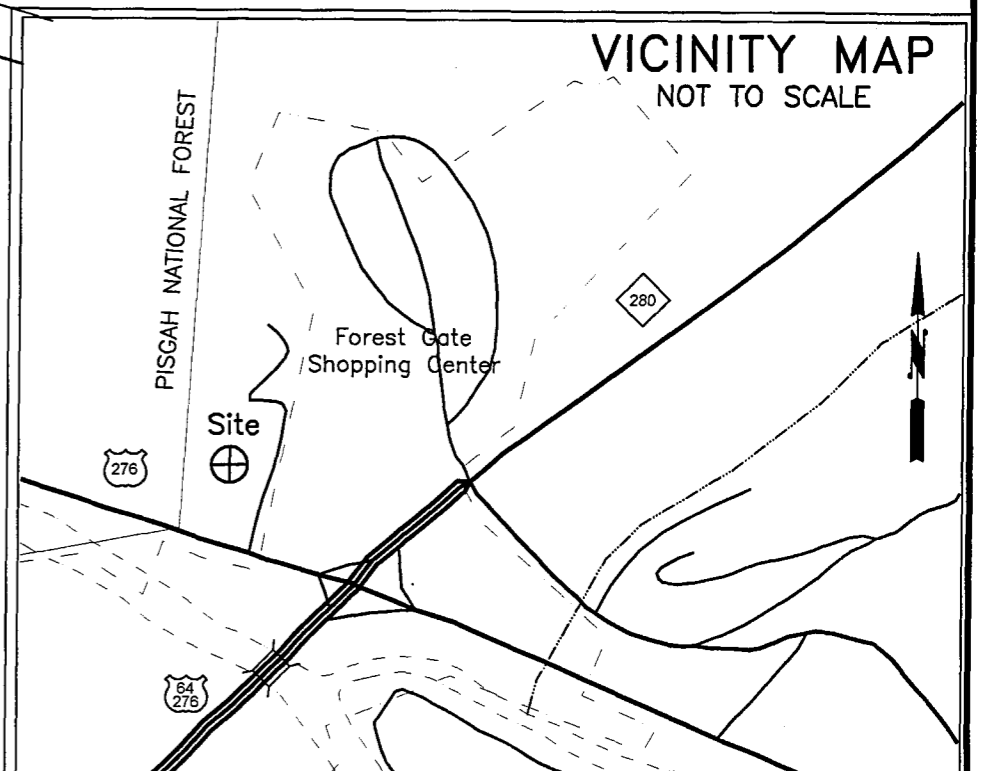 VICINITY MAP
NOT TO SCALE
PISGAH NATIONAL FOREST
280
N
Forest Gate
Shopping Center
Site
276
64
276